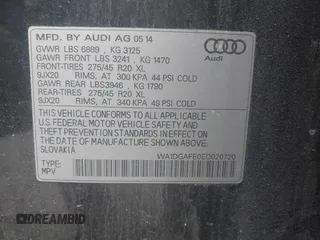 MFD. BY AUDI AG 05 14
GVWR LBS 6889 , KG 3125
GAWR FRONT LBS 3241 , KG 1470
FRONT-TIRES 275/45 R20 XL
9JX20 RIMS, AT 300 KPA 44 PSI COLD
GAWR REAR LBS3946 , KG 1790
REAR-TIRES 275/45 R20 XL
9JX20 RIMS, AT 340 KPA 49 PSI COLD
Audi
THIS VEHICLE CONFORMS TO ALL APPLICABLE
U.S. FEDERAL MOTOR VEHICLE SAFETY STANDARDS
IN EFFECT ON THE DATE OF MANUFACTURE SHOWN ABOVE.
SLOVAKIA
TYPE:
MPV
WA1DGAFE0ED020720
DREAMBID